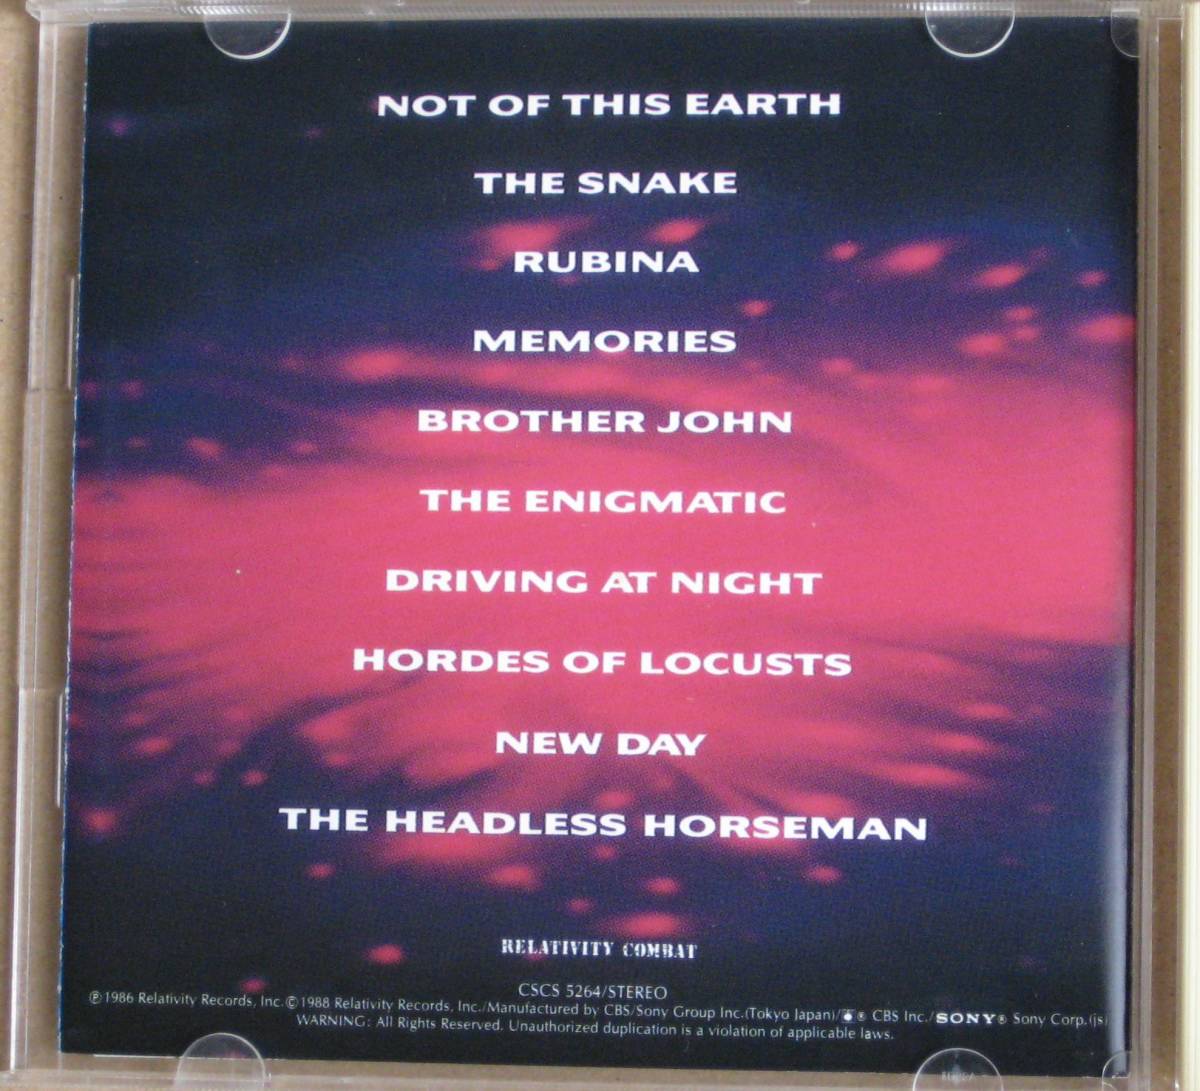 NOT OF THIS EARTH
THE SNAKE
RUBINA
MEMORIES
BROTHER JOHN
THE ENIGMATIC
DRIVING AT NIGHT
HORDES OF LOCUSTS
NEW DAY
THE HEADLESS HORSEMAN
RELATIVITY COMBAT
CSCS 5264/STEREO
℗1986 Relativity Records, Inc.©1988 Relativity Records, Inc./Manufactured by CBS/Sony Group Inc.(Tokyo Japan)/® CBS Inc./SONY® Sony Corp.(js)
WARNING: All Rights Reserved. Unauthorized duplication is a violation of applicable laws.